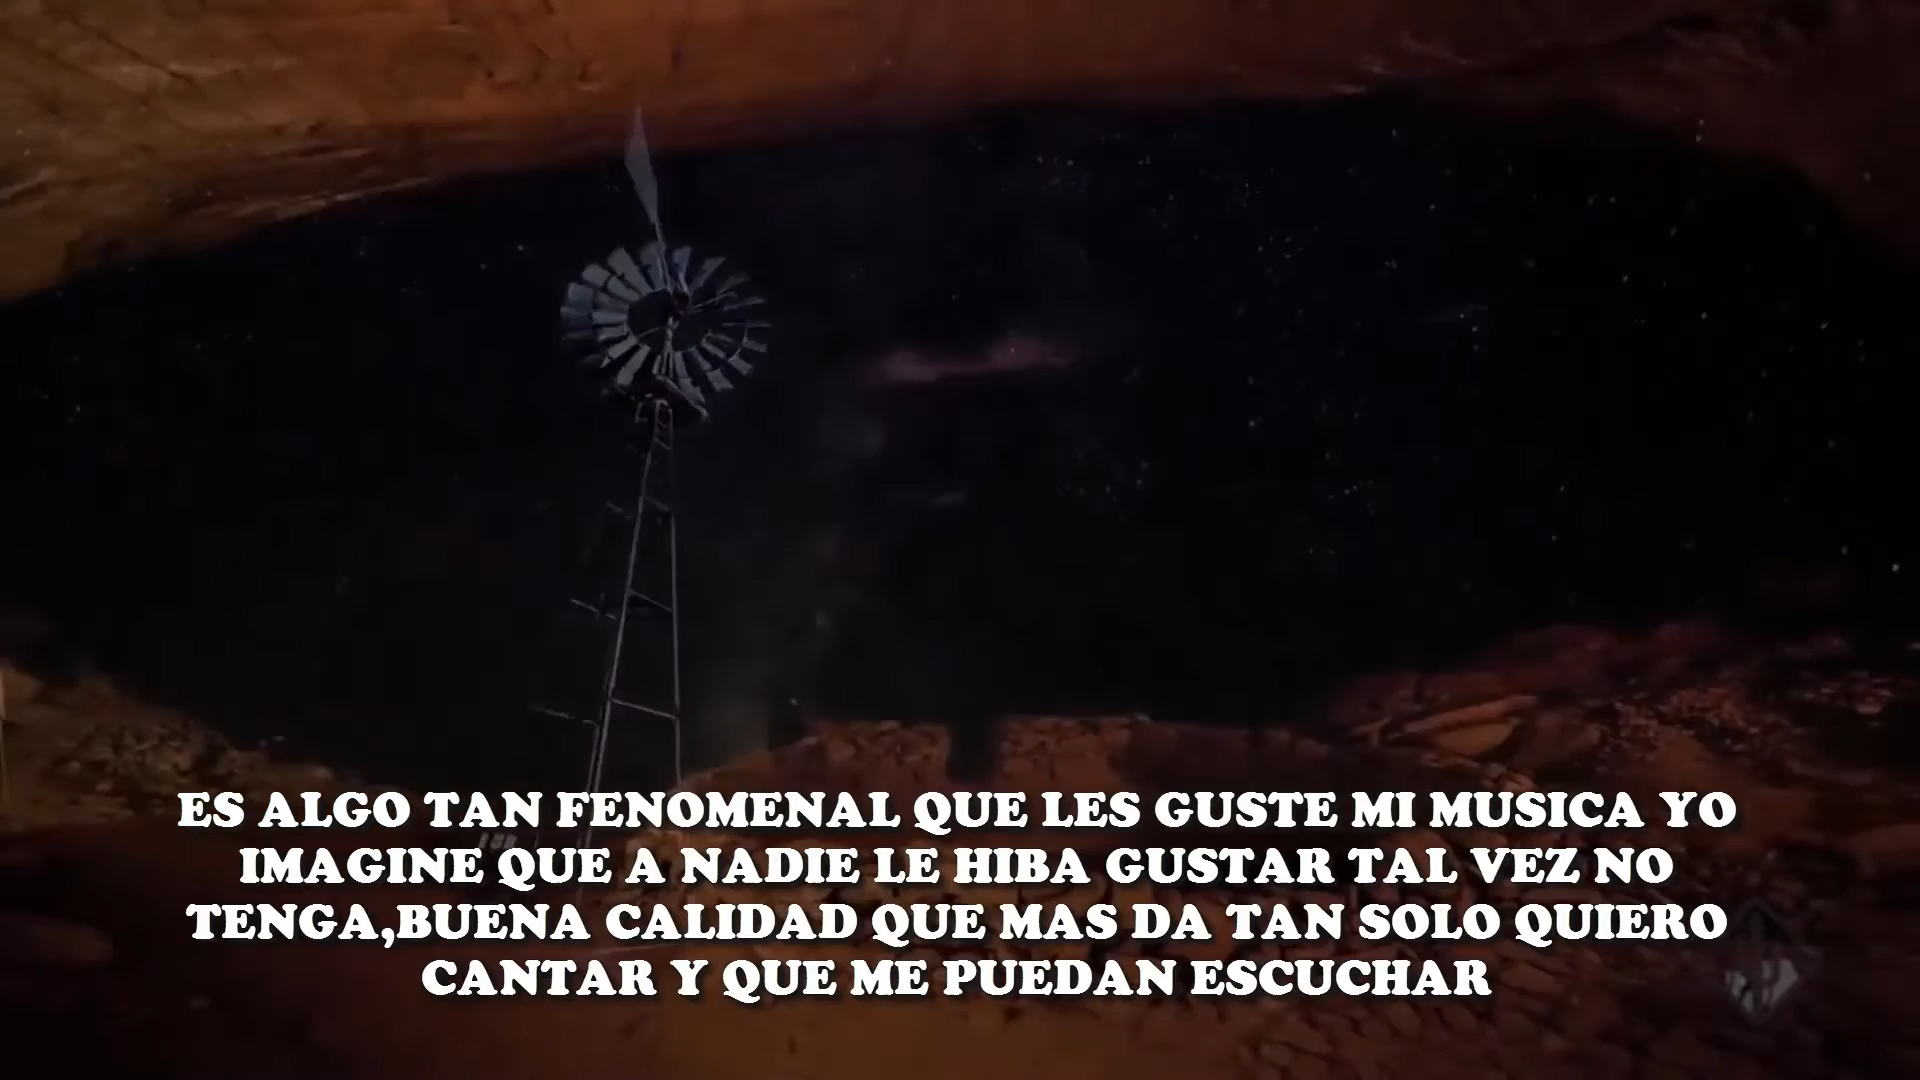 ES ALGO TAN FENOMENAL QUE LES GUSTE MI MUSICA YO
IMAGINE QUE A NADIE LE HIBA GUSTAR TAL VEZ NO
TENGA,BUENA CALIDAD QUE MAS DA TAN SOLO QUIERO
CANTAR Y QUE ME PUEDAN ESCUCHAR